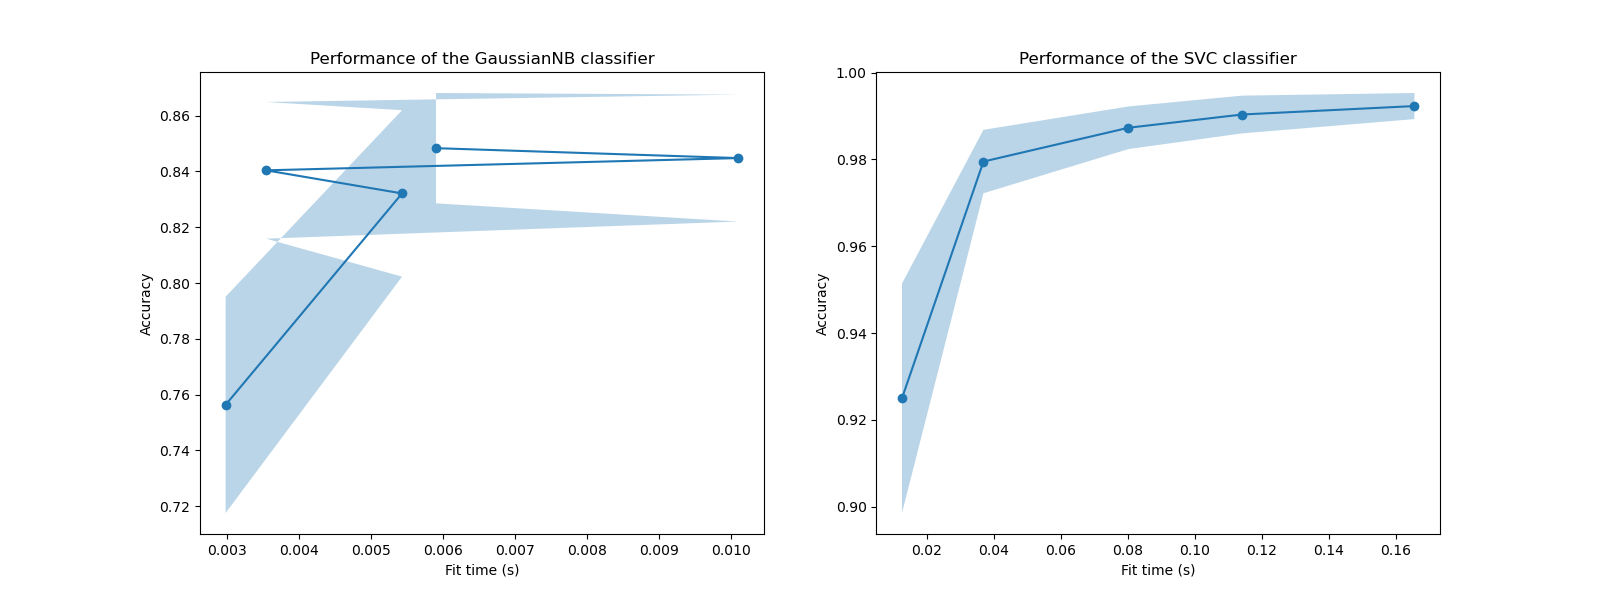 Performance of the GaussianNB classifier
Accuracy
0.86
0.84
0.82
0.80
0.78
0.76
0.74
0.72
0.003 0.004 0.005 0.006 0.007 0.008 0.009 0.010
Fit time (s)
Performance of the SVC classifier
Accuracy
1.00
0.98
0.96
0.94
0.92
0.90
0.02 0.04 0.06 0.08 0.10 0.12 0.14 0.16
Fit time (s)